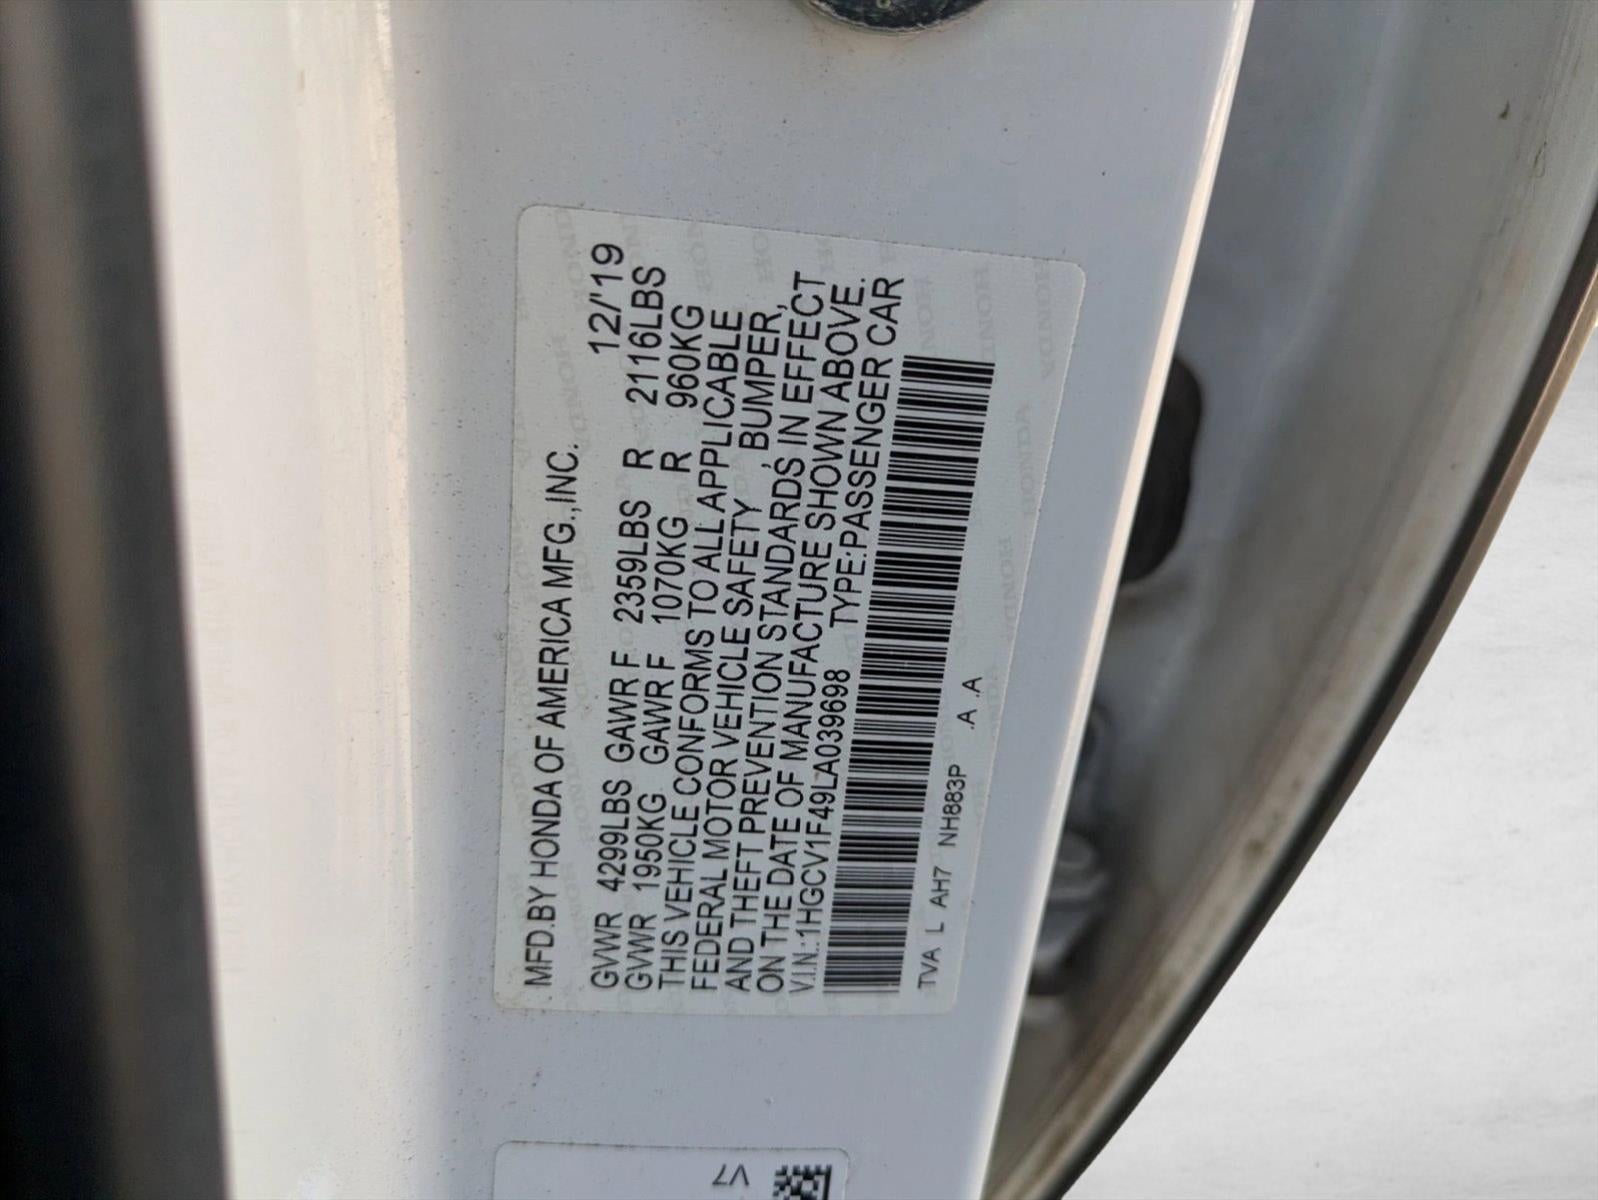 MFD.BY HONDA OF AMERICA MFG.,INC. 12/'19
GVWR 4299LBS GAWR F 2359LBS R 2116LBS
GVWR 1950KG GAWR F 1070KG R 960KG
THIS VEHICLE CONFORMS TO ALL APPLICABLE
FEDERAL MOTOR VEHICLE SAFETY, BUMPER,
AND THEFT PREVENTION STANDARDS IN EFFECT
ON THE DATE OF MANUFACTURE SHOWN ABOVE.
V.I.N.:1HGCV1F49LA039698 TYPE:PASSENGER CAR
TVA L AH7 NH883P .A .A
V7